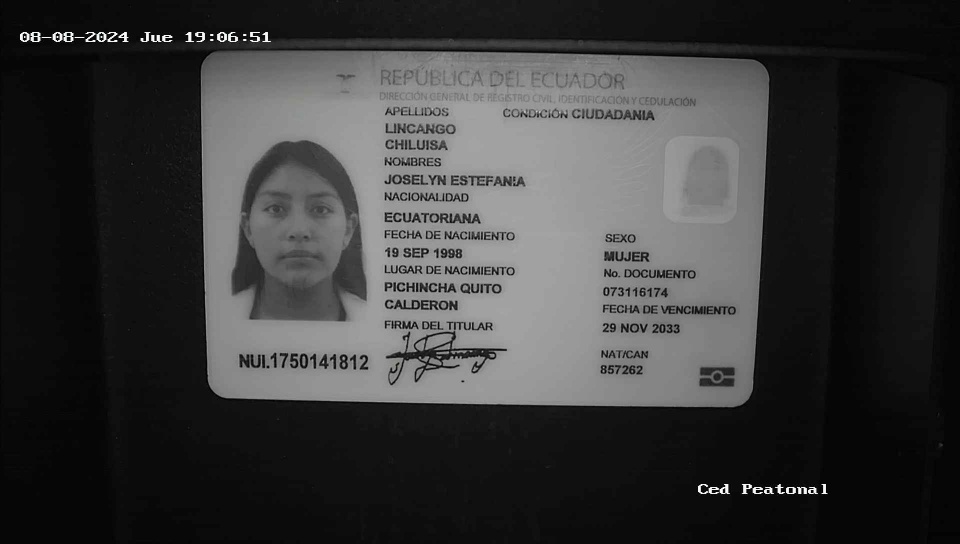 08-08-2024 Jue 19:06:51
REPÚBLICA DEL ECUADOR
DIRECCIÓN GENERAL DE REGISTRO CIVIL, IDENTIFICACIÓN Y CEDULACIÓN
APELLIDOS CONDICIÓN CIUDADANIA
LINCANGO
CHILUISA
NOMBRES
JOSELYN ESTEFANIA
NACIONALIDAD
ECUATORIANA
FECHA DE NACIMIENTO
19 SEP 1998
LUGAR DE NACIMIENTO
PICHINCHA QUITO
CALDERON
FIRMA DEL TITULAR
SEXO
MUJER
No. DOCUMENTO
073116174
FECHA DE VENCIMIENTO
29 NOV 2033
NAT/CAN
857262
NUI.1750141812
Ced Peatonal